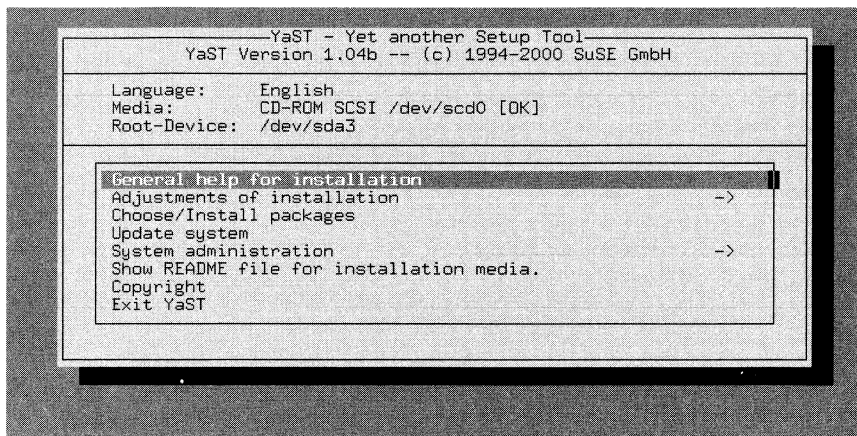 YaST - Yet another Setup Tool
YaST Version 1.04b -- (c) 1994-2000 SuSE GmbH
Language: English
Media: CD-ROM SCSI /dev/scd0 [OK]
Root-Device: /dev/sda3
General help for installation
Adjustments of installation ->
Choose/Install packages
Update system
System administration ->
Show README file for installation media.
Copyright
Exit YaST